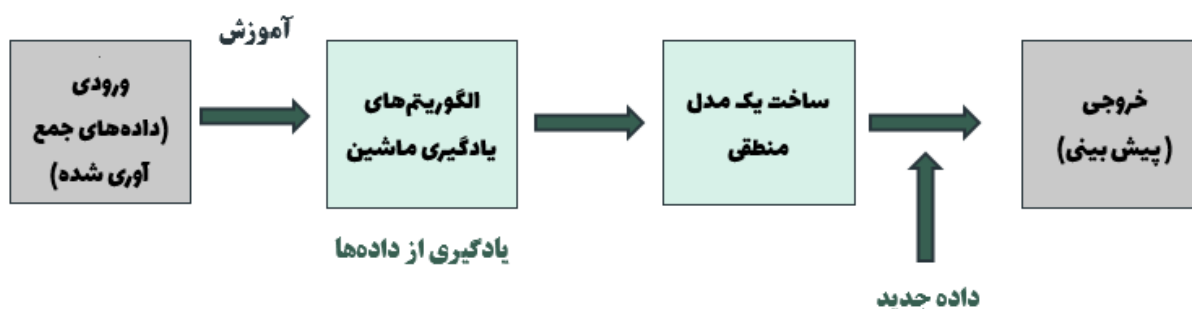 آموزش
ورودی
(داده‌های جمع
آوری شده)
الگوریتم‌های
یادگیری ماشین
ساخت یک مدل
منطقی
خروجی
(پیش بینی)
یادگیری از داده‌ها
داده جدید